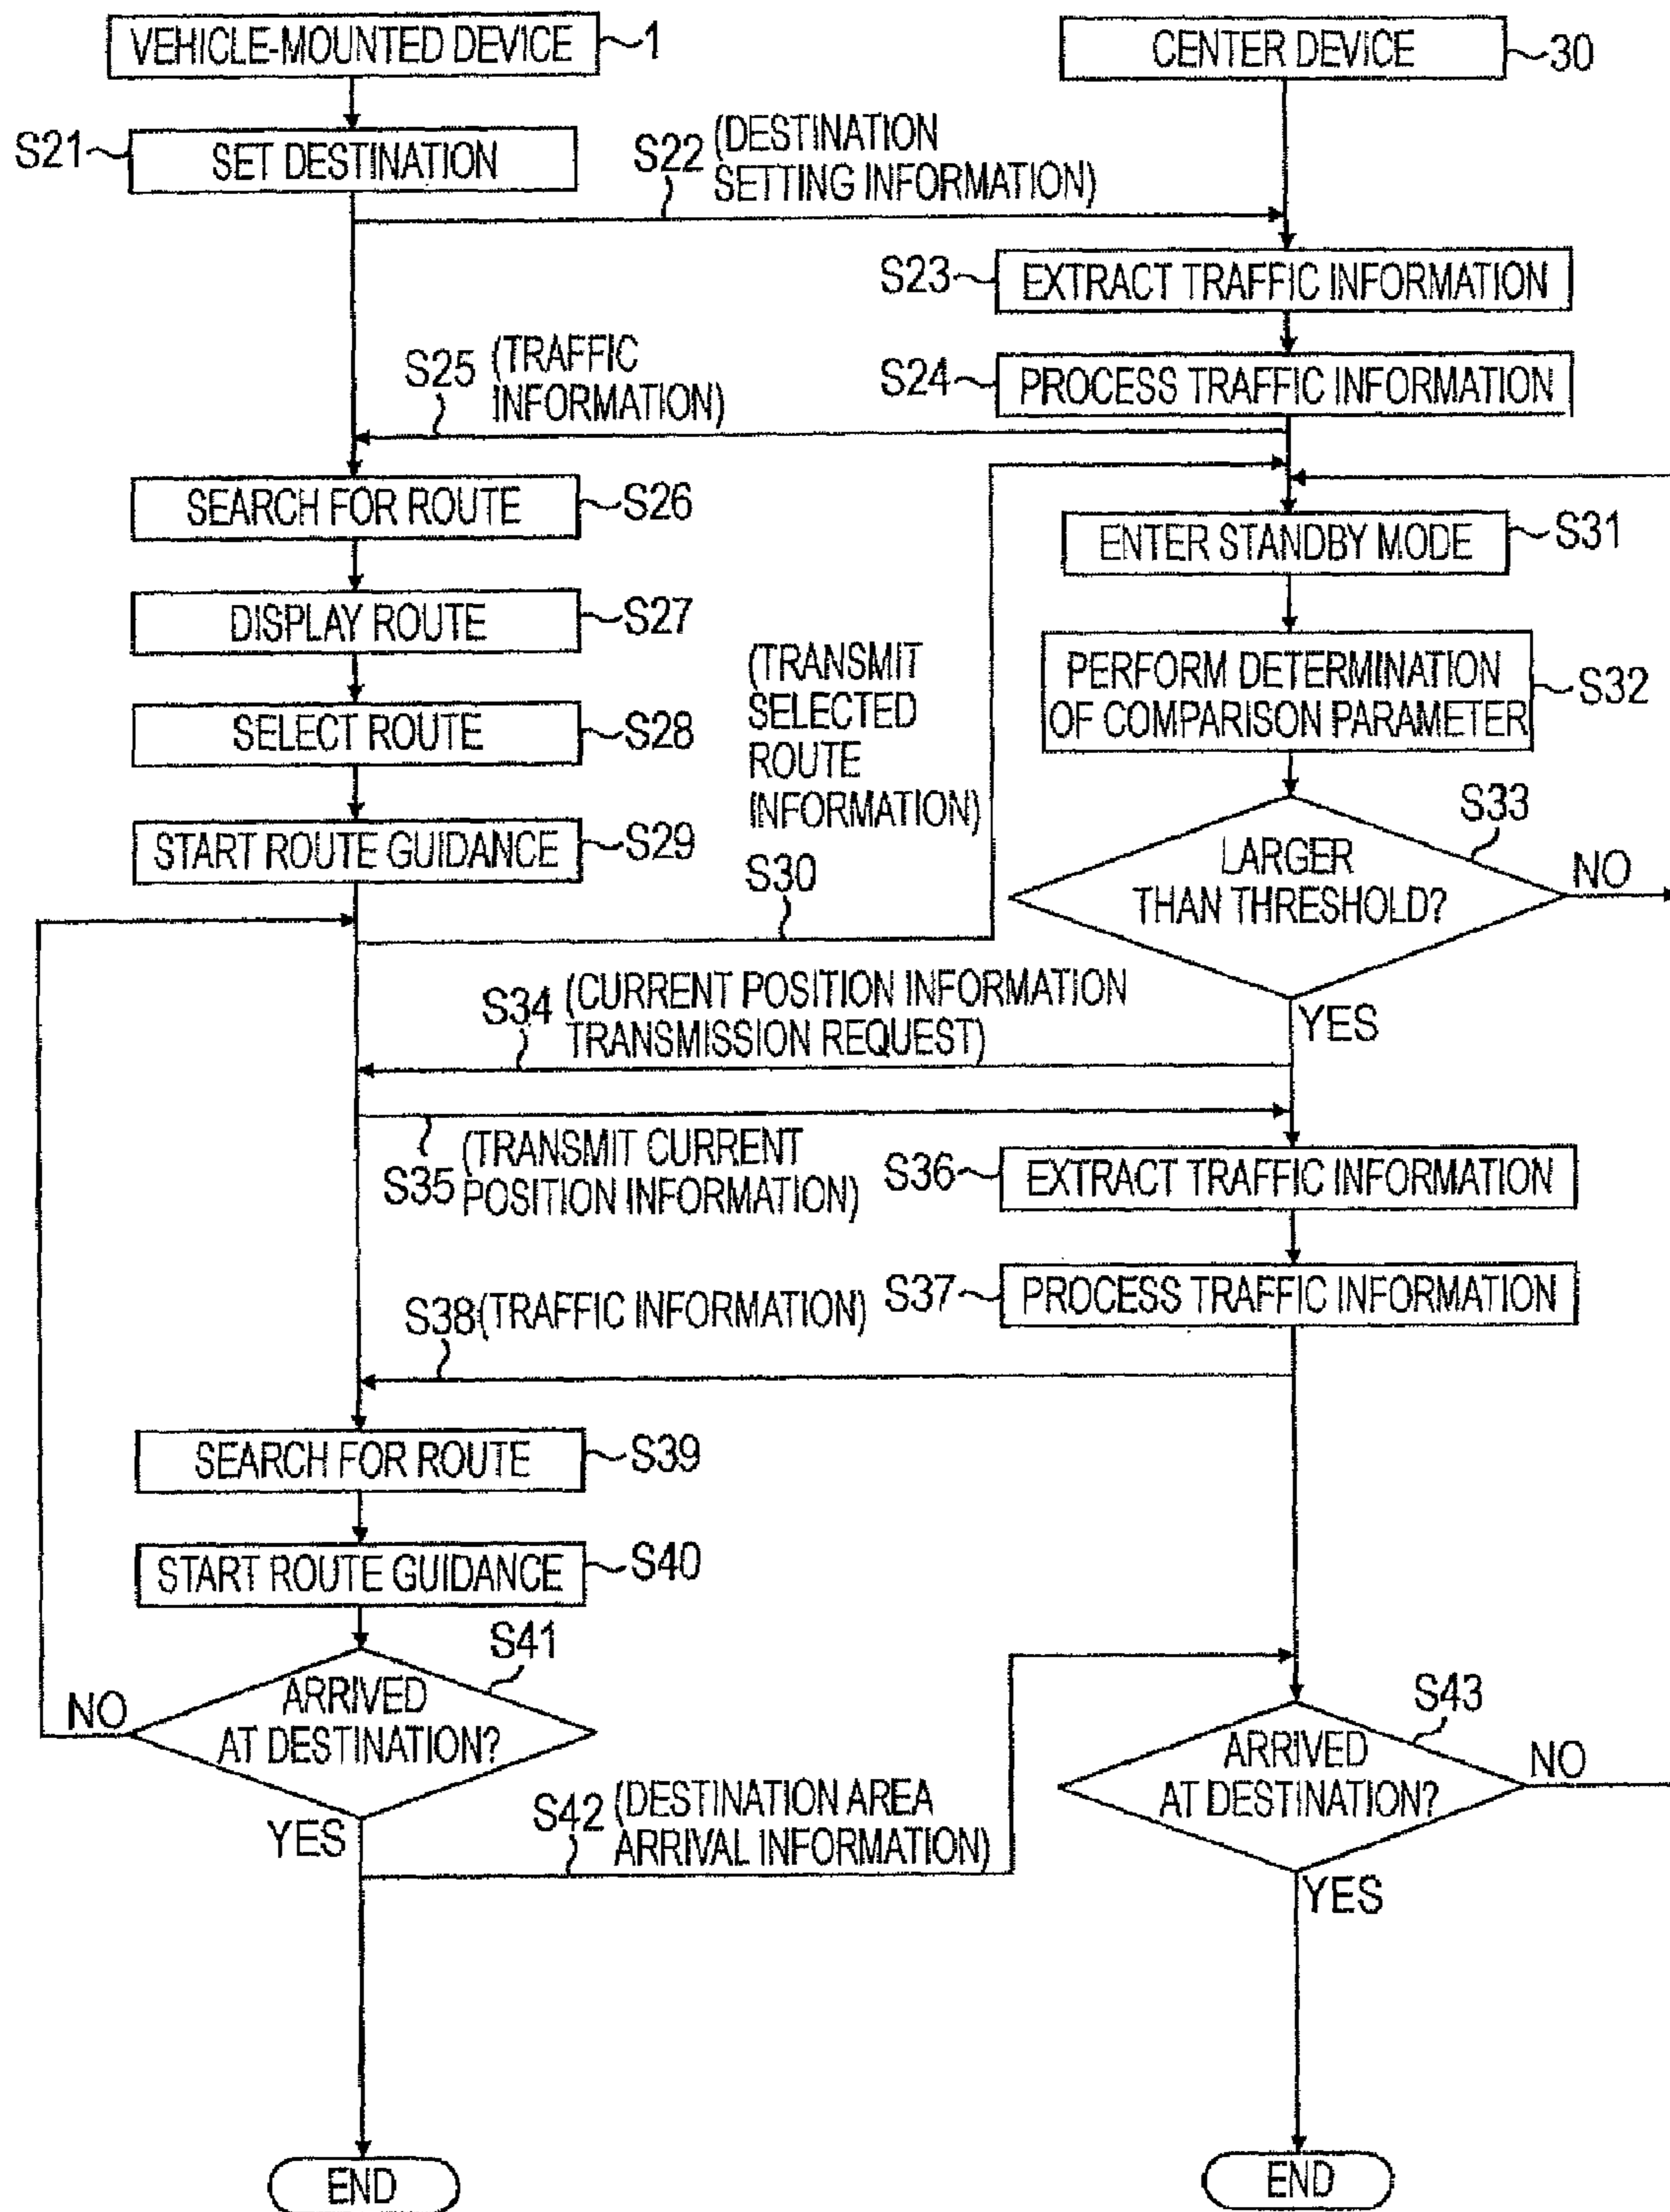 VEHICLE-MOUNTED DEVICE
1
CENTER DEVICE
30
S21
SET DESTINATION
S22
(DESTINATION
SETTING INFORMATION)
S23
EXTRACT TRAFFIC INFORMATION
S25
(TRAFFIC
INFORMATION)
S24
PROCESS TRAFFIC INFORMATION
SEARCH FOR ROUTE
S26
ENTER STANDBY MODE
S31
DISPLAY ROUTE
S27
(TRANSMIT
SELECTED
ROUTE
INFORMATION)
S30
PERFORM DETERMINATION
OF COMPARISON PARAMETER
S32
SELECT ROUTE
S28
START ROUTE GUIDANCE
S29
S33
LARGER
THAN THRESHOLD?
NO
YES
S34
(CURRENT POSITION INFORMATION
TRANSMISSION REQUEST)
S35
(TRANSMIT CURRENT
POSITION INFORMATION)
S36
EXTRACT TRAFFIC INFORMATION
S38
(TRAFFIC INFORMATION)
S37
PROCESS TRAFFIC INFORMATION
SEARCH FOR ROUTE
S39
START ROUTE GUIDANCE
S40
S41
ARRIVED
AT DESTINATION?
NO
YES
S42
(DESTINATION AREA
ARRIVAL INFORMATION)
S43
ARRIVED
AT DESTINATION?
NO
YES
END
END